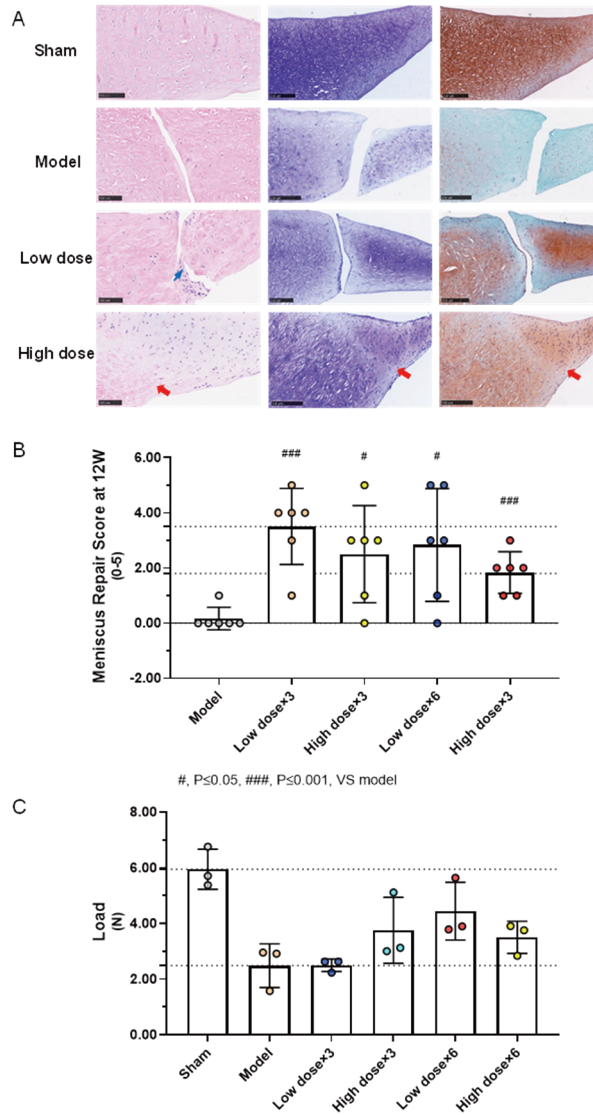 A
Sham
Model
Low dose
High dose
B
Meniscus Repair Score at 12W
(0-5)
6.00
4.00
2.00
0.00
-2.00
###
#
#
###
Model
Low dose×3
High dose×3
Low dose×6
High dose×3
#, P≤0.05, ###, P≤0.001, VS model
C
Load
(N)
8.00
6.00
4.00
2.00
0.00
Sham
Model
Low dose×3
High dose×3
Low dose×6
High dose×6